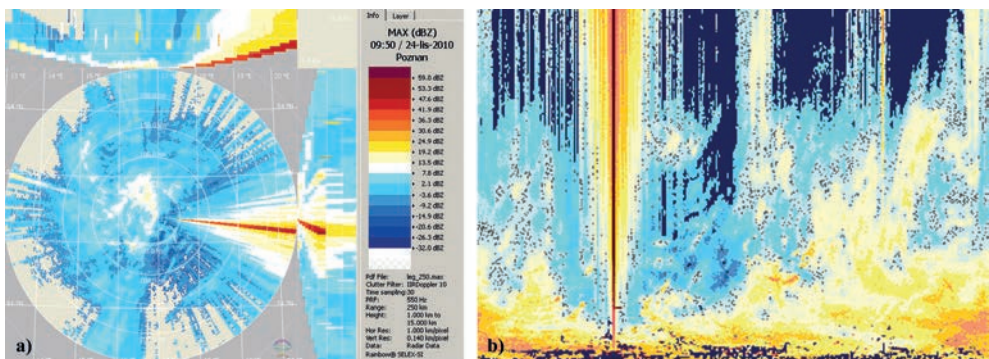 Info Layer
MAX (dBZ)
09:50 / 24-lis-2010
Poznan
59.0 dBZ
53.3 dBZ
47.6 dBZ
41.9 dBZ
36.3 dBZ
30.6 dBZ
24.9 dBZ
19.2 dBZ
13.5 dBZ
7.8 dBZ
2.1 dBZ
-3.6 dBZ
-9.2 dBZ
-14.9 dBZ
-20.6 dBZ
-26.3 dBZ
-32.0 dBZ
Pdf File: leg_250.max
Clutter Filter: IIRDoppler 10
Time sampling:30
PRF: 550 Hz
Range: 250 km
Height: 1.000 km to
15.000 km
Hor Res: 1.000 km/pixel
Vert Res: 0.140 km/pixel
Data: Radar Data
Rainbow® SELEX-SI
a)
b)